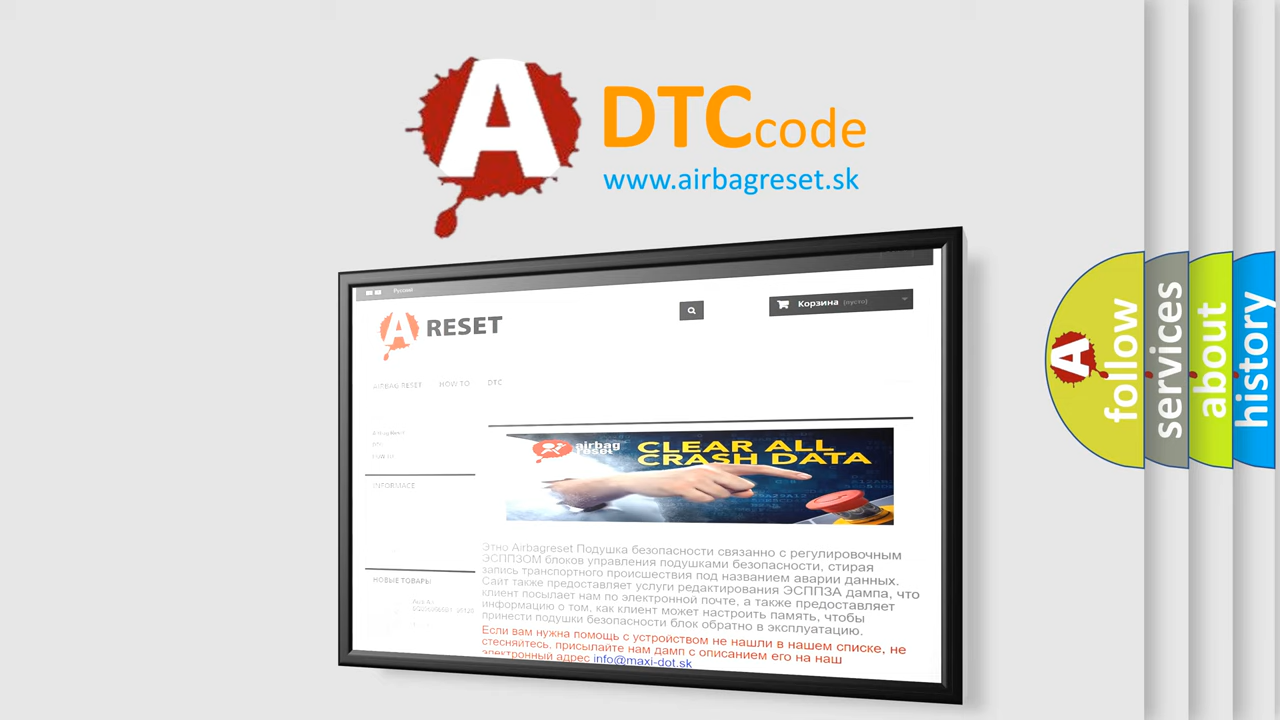 A DTCcode
www.airbagreset.sk
Русский
A RESET
Корзина (пусто)
AIRBAG RESET HOW TO DTC
INFORMACE
airbag
reset
CLEAR ALL
CRASH DATA
НОВЫЕ ТОВАРЫ
Этно Airbagreset Подушка безопасности связанно с регулировочным
ЭСППЗОМ блоков управления подушками безопасности, стирая
запись транспортного происшествия под названием аварии данных.
Сайт также предоставляет услуги редактирования ЭСППЗА дампа, что
клиент посылает нам по электронной почте, а также предоставляет
информацию о том, как клиент может настроить память, чтобы
принести подушки безопасности блок обратно в эксплуатацию.
Если вам нужна помощь с устройством не нашли в нашем списке, не
стесняйтесь, присылайте нам дамп с описанием его на наш
электронный адрес info@maxi-dot.sk
A follow
services
about
history